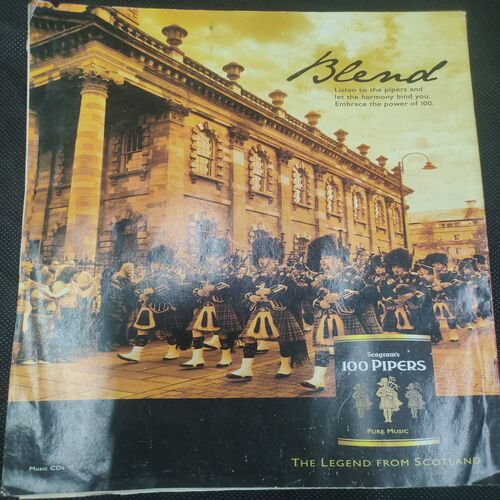 Blend
Listen to the pipers and
let the harmony bind you.
Embrace the power of 100.
Seagram's
100 PIPERS
PURE MUSIC
THE LEGEND FROM SCOTLAND
Music CDs